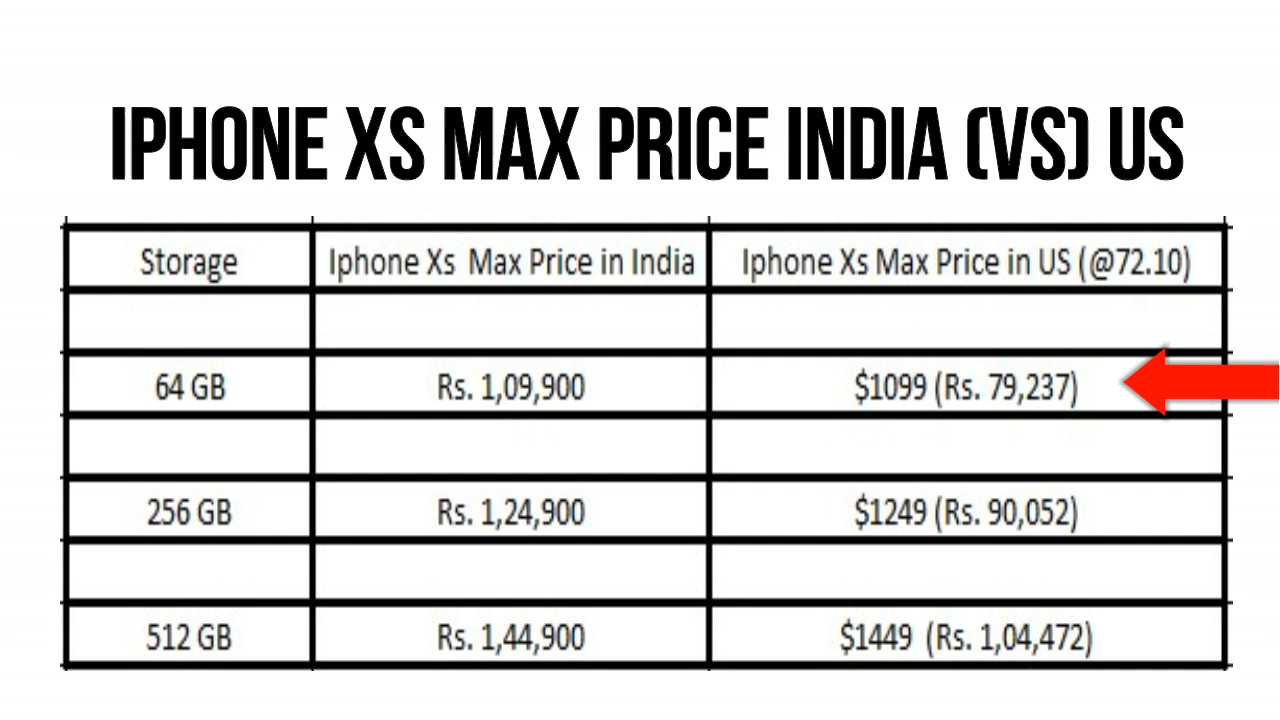 IPHONE XS MAX PRICE INDIA (VS) US
Storage Iphone Xs Max Price in India Iphone Xs Max Price in US (@72.10)
64 GB Rs. 1,09,900 $1099 (Rs. 79,237)
256 GB Rs. 1,24,900 $1249 (Rs. 90,052)
512 GB Rs. 1,44,900 $1449 (Rs. 1,04,472)